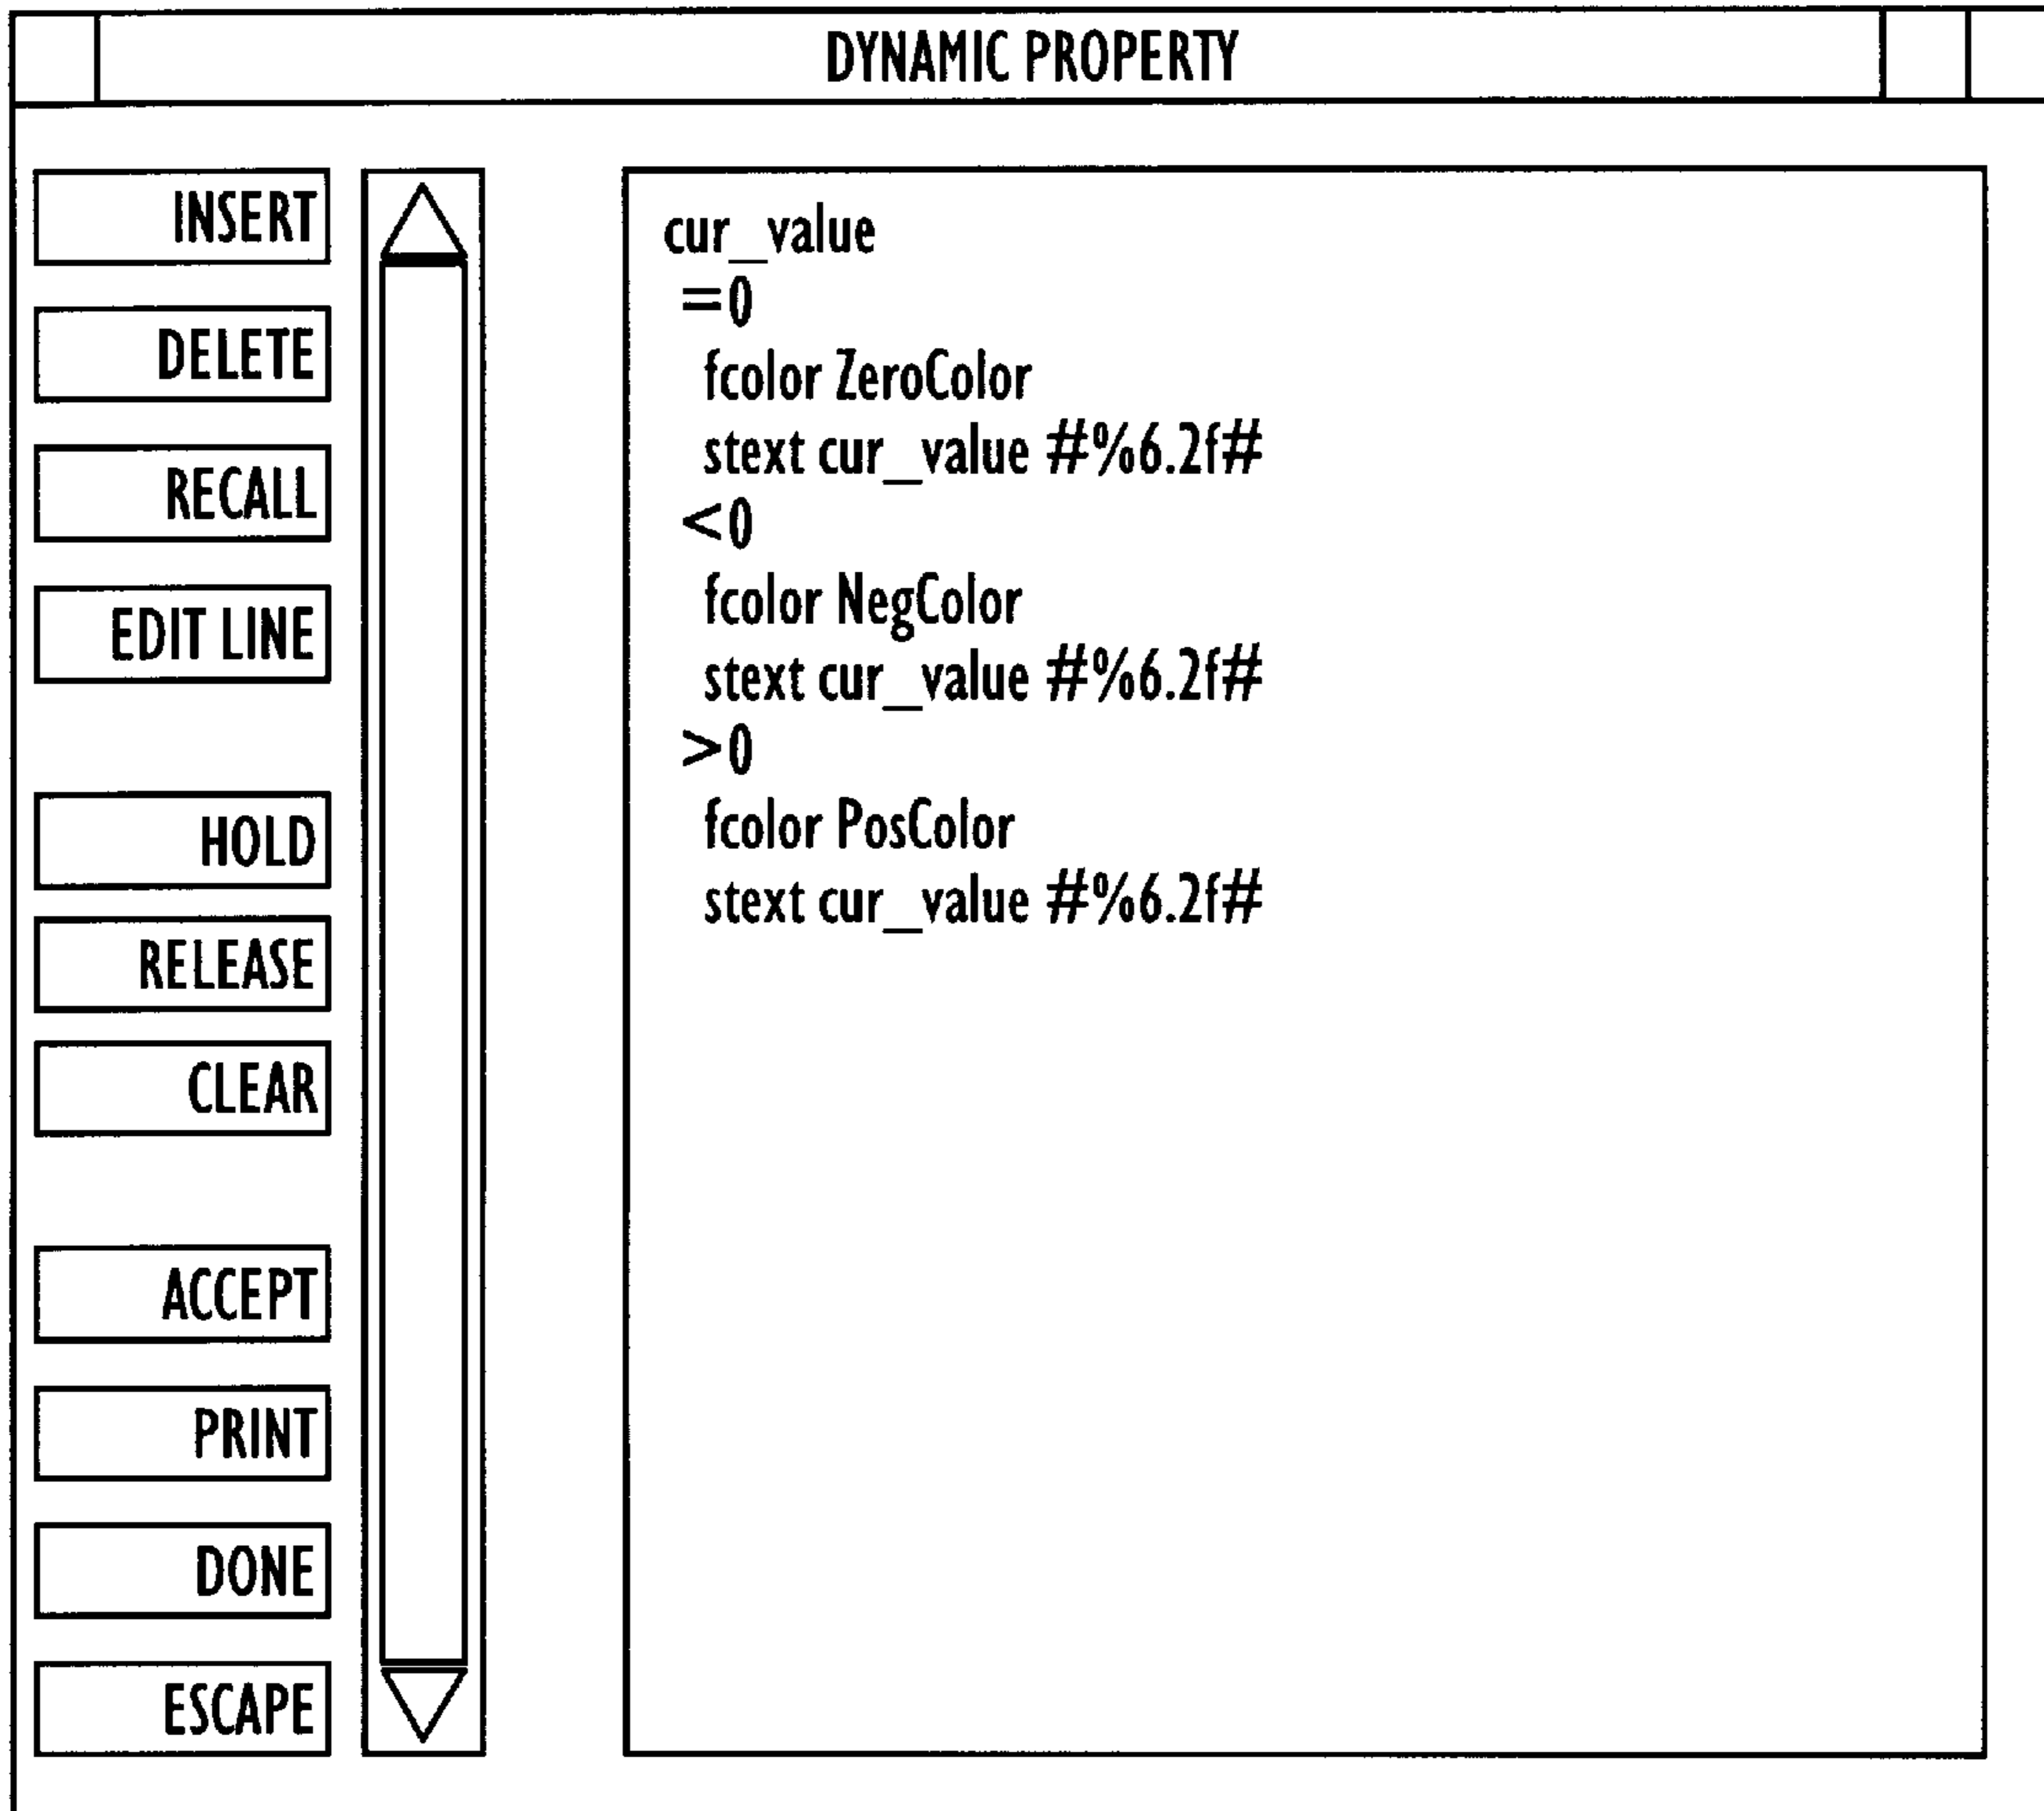 DYNAMIC PROPERTY
INSERT
DELETE
RECALL
EDIT LINE
HOLD
RELEASE
CLEAR
ACCEPT
PRINT
DONE
ESCAPE
cur_value
=0
fcolor ZeroColor
stext cur_value #%6.2f#
<0
fcolor NegColor
stext cur_value #%6.2f#
>0
fcolor PosColor
stext cur_value #%6.2f#